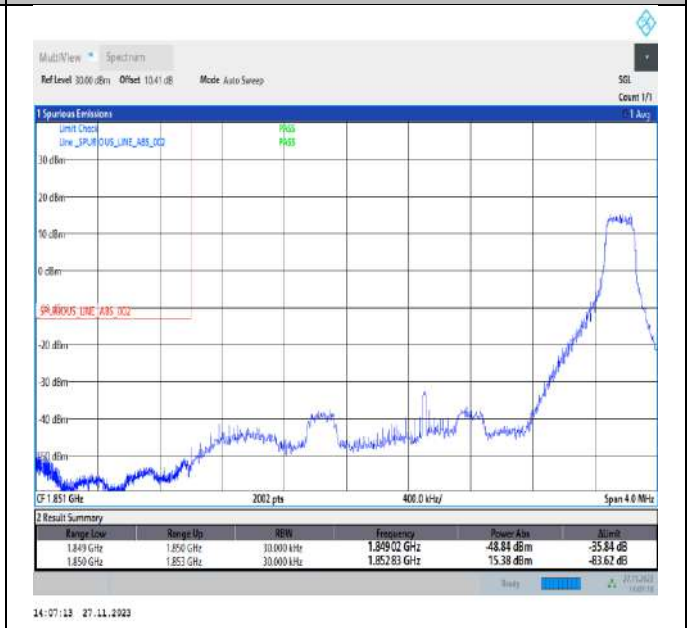 MultiView Spectrum
Ref Level 30.00 dBm Offset 10.41 dB Mode Auto Sweep SGL
Count 1/1
1 Spurious Emissions 1 Avg
Limit Check PASS
Line _SPURIOUS_LINE_ABS_002 PASS
30 dBm
20 dBm
10 dBm
0 dBm
SPURIOUS_LINE_ABS_002
-20 dBm
-30 dBm
-40 dBm
-50 dBm
CF 1.851 GHz 2002 pts 400.0 kHz/ Span 4.0 MHz
2 Result Summary
Range Low Range Up RBW Frequency Power Abs ΔLimit
1.849 GHz 1.850 GHz 30.000 kHz 1.84902 GHz -48.84 dBm -35.84 dB
1.850 GHz 1.853 GHz 30.000 kHz 1.85283 GHz 15.38 dBm -83.62 dB
Ready
14:07:13 27.11.2023